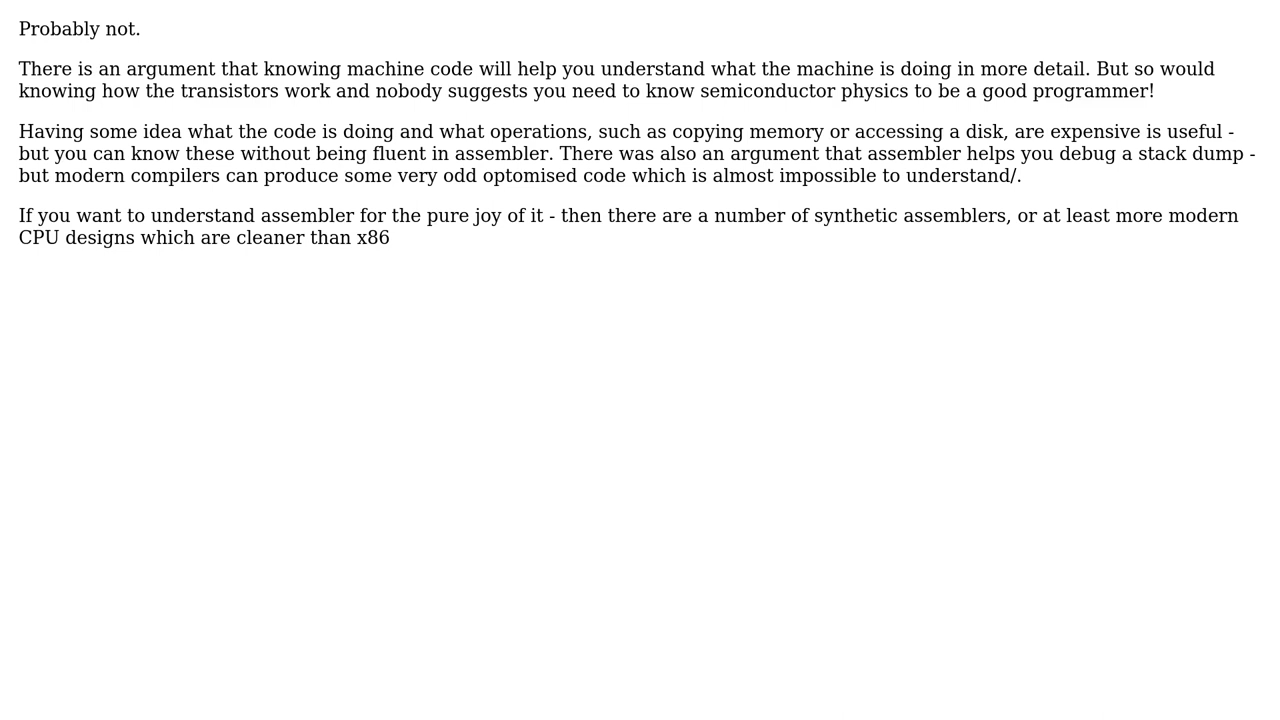 Probably not.
There is an argument that knowing machine code will help you understand what the machine is doing in more detail. But so would
knowing how the transistors work and nobody suggests you need to know semiconductor physics to be a good programmer!
Having some idea what the code is doing and what operations, such as copying memory or accessing a disk, are expensive is useful -
but you can know these without being fluent in assembler. There was also an argument that assembler helps you debug a stack dump -
but modern compilers can produce some very odd optomised code which is almost impossible to understand/.
If you want to understand assembler for the pure joy of it - then there are a number of synthetic assemblers, or at least more modern
CPU designs which are cleaner than x86